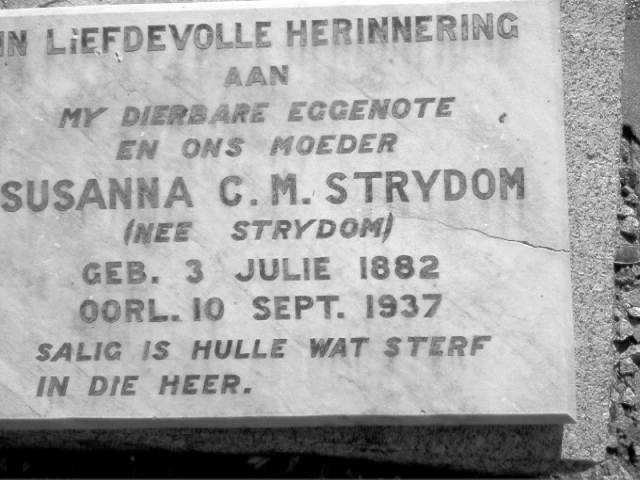 IN LIEFDEVOLLE HERINNERING
AAN
MY DIERBARE EGGENOTE
EN ONS MOEDER
SUSANNA C. M. STRYDOM
(NEE STRYDOM)
GEB. 3 JULIE 1882
OORL. 10 SEPT. 1937
SALIG IS HULLE WAT STERF
IN DIE HEER.